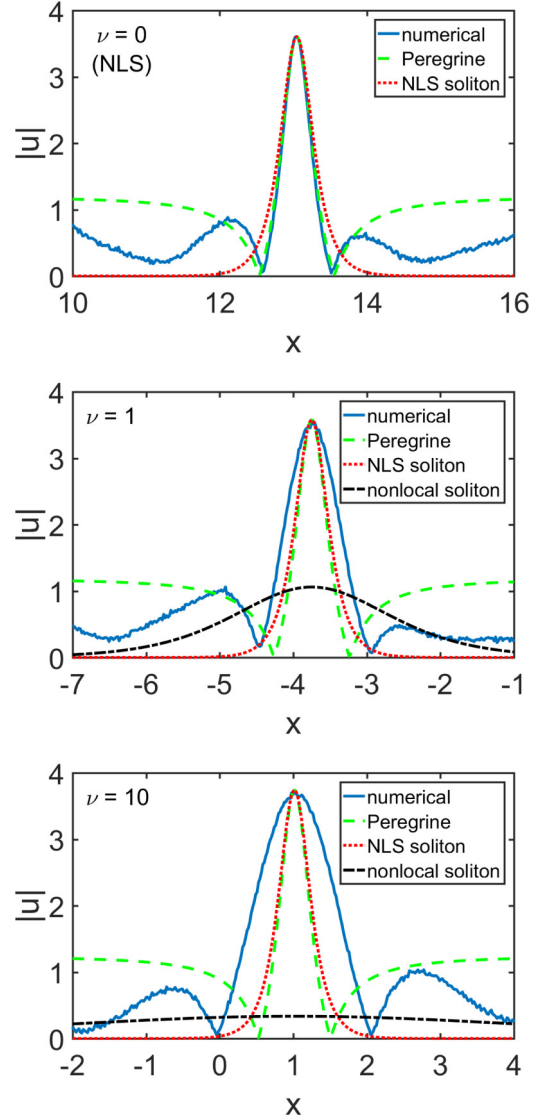 ν = 0
(NLS)
numerical
Peregrine
NLS soliton
|u|
4
3
2
1
0
10 12 14 16
x
ν = 1
numerical
Peregrine
NLS soliton
nonlocal soliton
|u|
4
3
2
1
0
-7 -6 -5 -4 -3 -2 -1
x
ν = 10
numerical
Peregrine
NLS soliton
nonlocal soliton
|u|
4
3
2
1
0
-2 -1 0 1 2 3 4
x